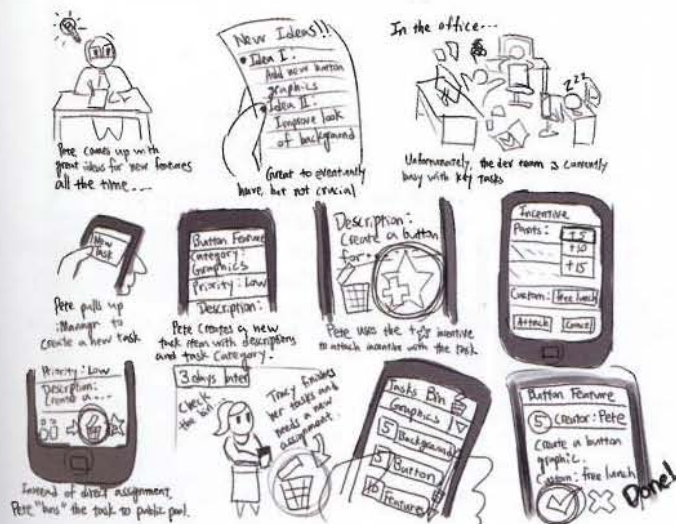 New Ideas!!
Idea I:
Add new button
graphics
Idea II:
Improve look
of background
In the office...
zzz
Pete comes up with
great ideas for new features
all the time....
Great to eventually
have, but not crucial
Unfortunately, the dev team is currently
busy with key tasks
New
Task
Button Feature
Category:
Graphics
Priority: Low
Description:
Description:
Create a button
for...
Incentive
Points:
+5
+10
+15
Custom: free lunch
Attach
Cancel
Pete pulls up
iManagr to
create a new task
Pete creates a new
task item with description
and task category.
Pete uses the incentive
to attach incentive with the task
Priority: Low
Description:
Create a...
Instead of direct assignment,
Pete "bins" the task to public pool.
3 days later
Check
the bin!
Tracy finishes
her tasks and
needs a new
assignment.
Tasks Bin
Graphics
5 Background
5 Button
10 Feature
Button Feature
5 Creator: Pete
Create a button
graphic.
Custom: free lunch
Done!